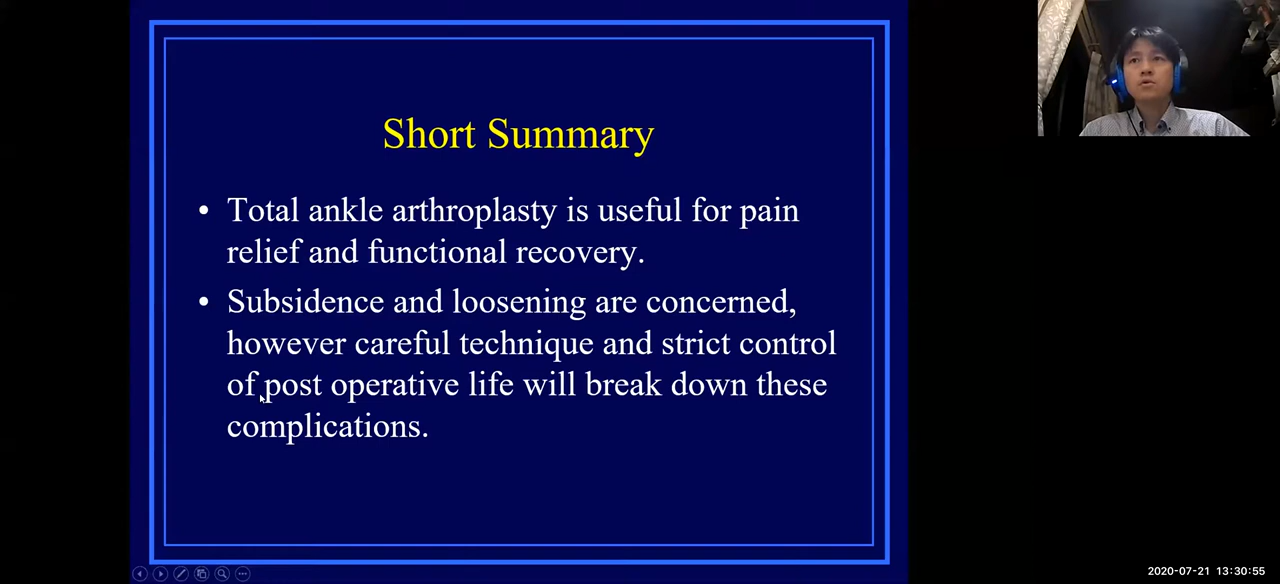 Short Summary
• Total ankle arthroplasty is useful for pain
relief and functional recovery.
• Subsidence and loosening are concerned,
however careful technique and strict control
of post operative life will break down these
complications.
2020-07-21 13:30:55